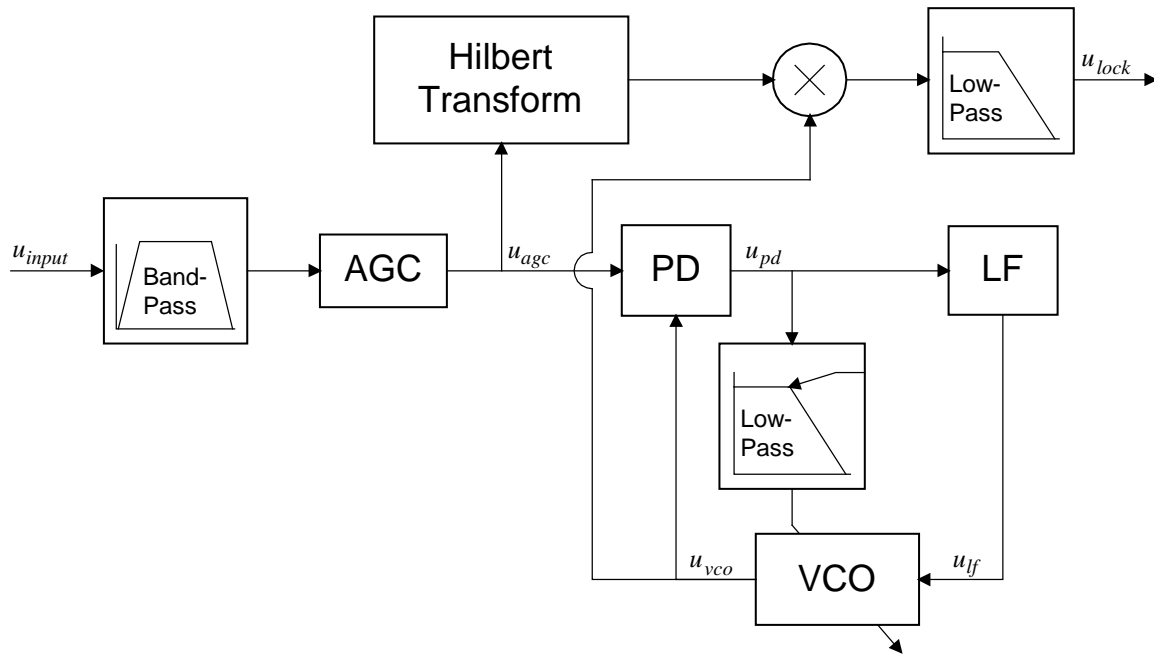 Hilbert
Transform
Low-
Pass
u_lock
u_input
Band-
Pass
AGC
u_agc
PD
u_pd
LF
Low-
Pass
u_vco
VCO
u_lf